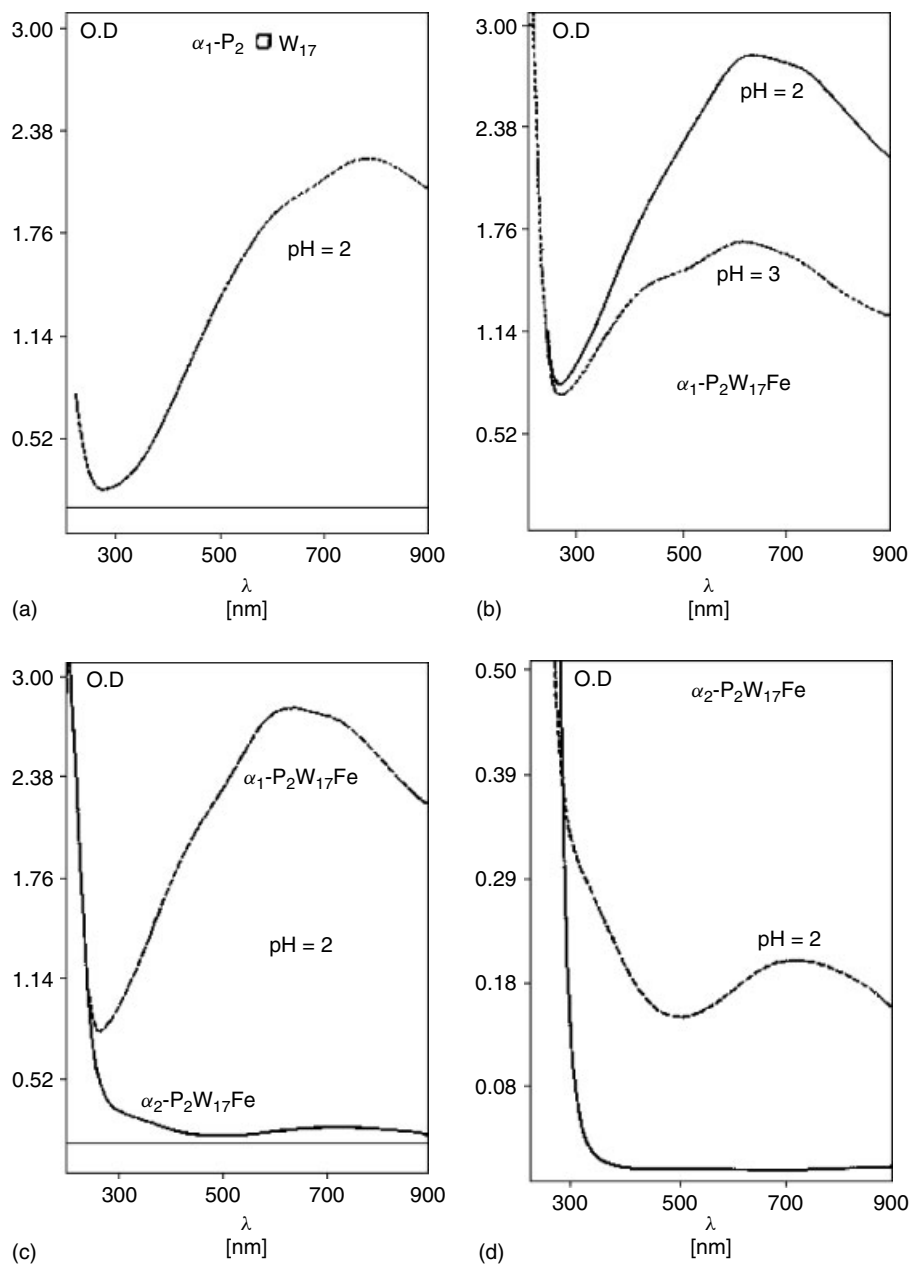 3.00
O.D
α₁-P₂ □ W₁₇
2.38
1.76
pH = 2
1.14
0.52
300
500
700
900
λ
[nm]
(a)
3.00
O.D
pH = 2
2.38
1.76
pH = 3
1.14
α₁-P₂W₁₇Fe
0.52
300
500
700
900
λ
[nm]
(b)
3.00
O.D
2.38
α₁-P₂W₁₇Fe
1.76
pH = 2
1.14
0.52
α₂-P₂W₁₇Fe
300
500
700
900
λ
[nm]
(c)
0.50
O.D
α₂-P₂W₁₇Fe
0.39
0.29
pH = 2
0.18
0.08
300
500
700
900
λ
[nm]
(d)